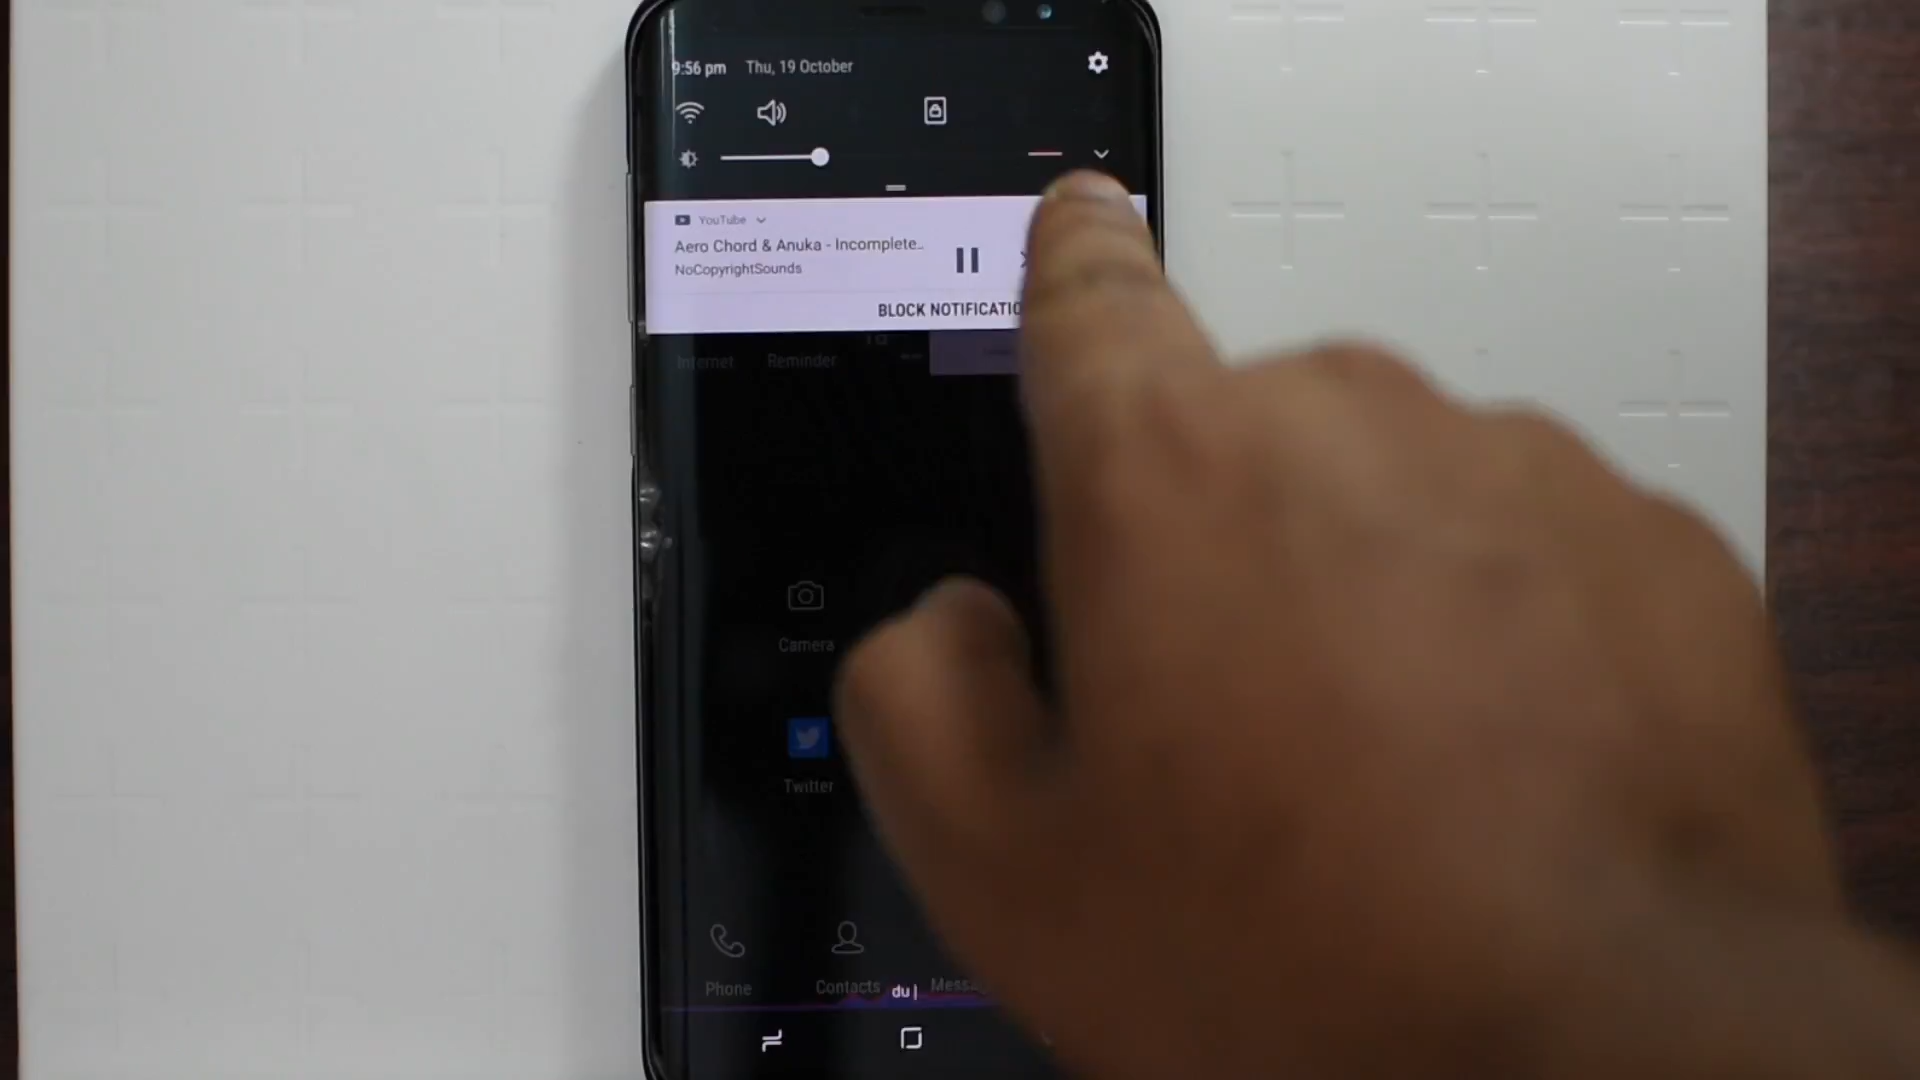 9:56 pm Thu, 19 October
YouTube
Aero Chord & Anuka - Incomplete..
NoCopyrightSounds
BLOCK NOTIFICATIO
Internet Reminder
Camera
Twitter
Phone Contacts Messa
du